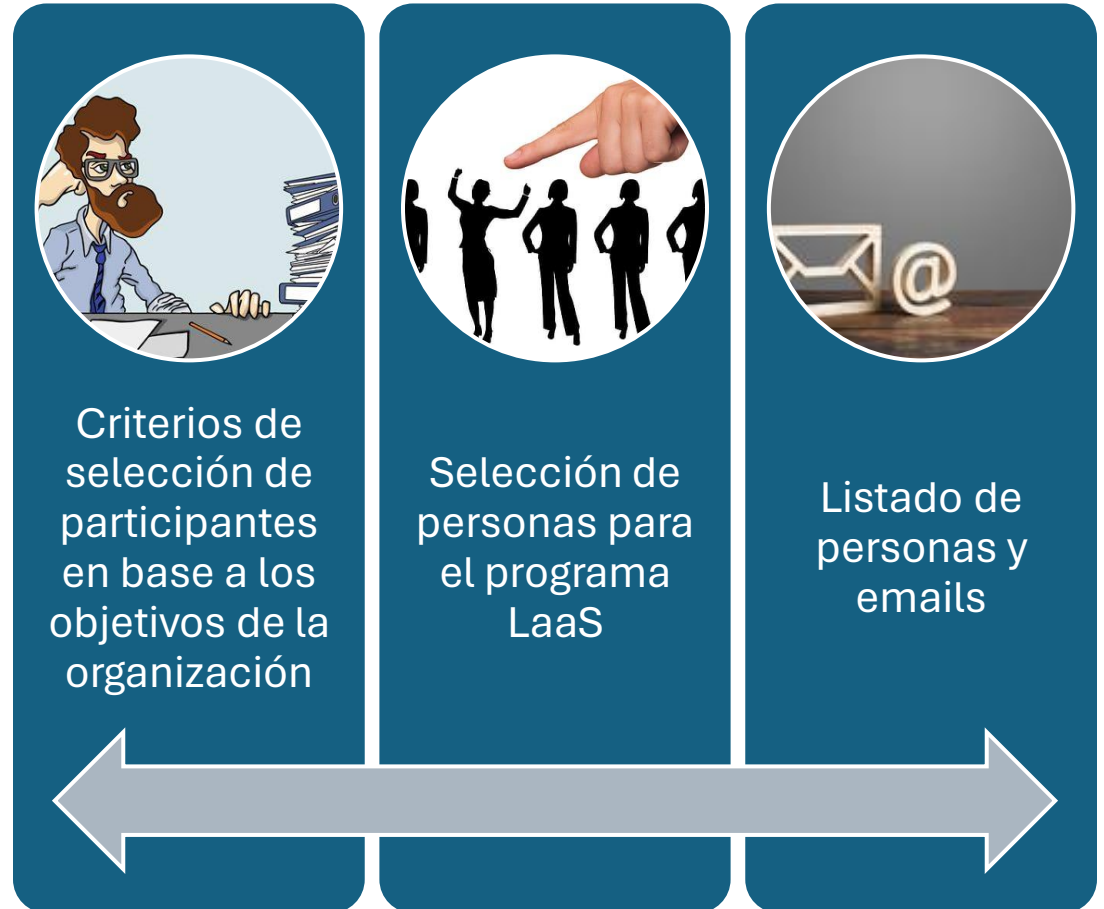 Criterios de
selección de
participantes
en base a los
objetivos de la
organización
Selección de
personas para
el programa
LaaS
@
Listado de
personas y
emails